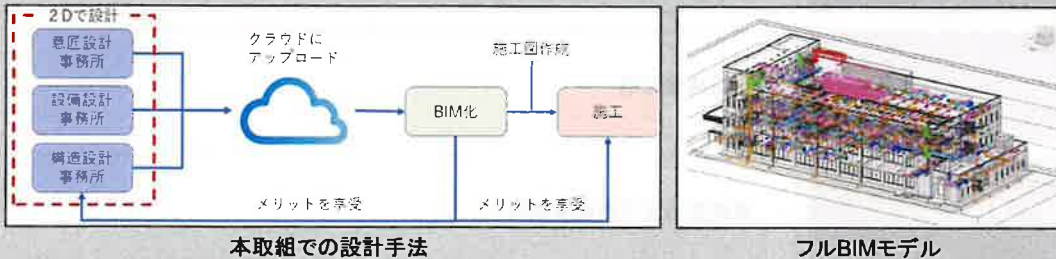 2Dで設計
意匠設計
事務所
設備設計
事務所
構造設計
事務所
クラウドに
アップロード
BIM化
施工図作成
施工
メリットを享受
メリットを享受
本取組での設計手法
フルBIMモデル